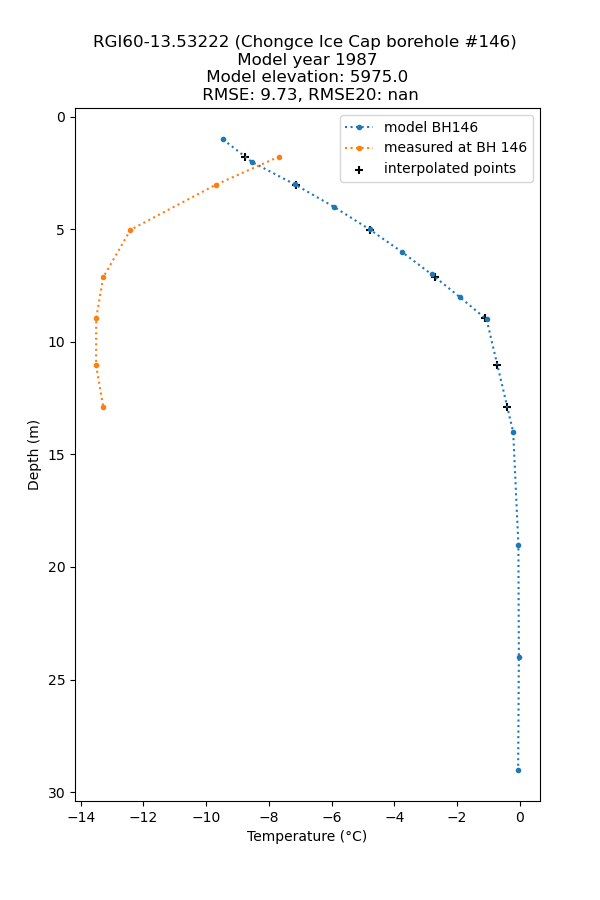 RGI60-13.53222 (Chongce Ice Cap borehole #146)
Model year 1987
Model elevation: 5975.0
RMSE: 9.73, RMSE20: nan
model BH146
measured at BH 146
interpolated points
0
5
10
15
20
25
30
Depth (m)
−14 −12 −10 −8 −6 −4 −2 0
Temperature (°C)